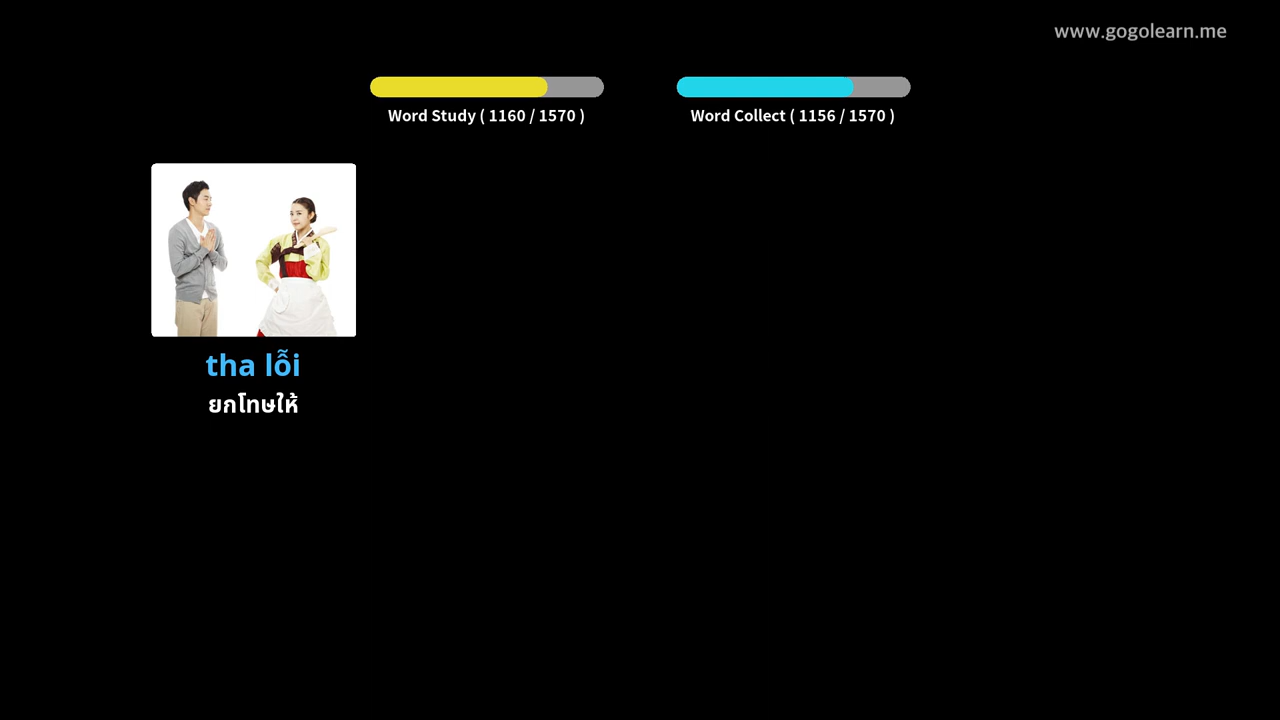 www.gogolearn.me
Word Study ( 1160 / 1570 )
Word Collect ( 1156 / 1570 )
tha lỗi
ยกโทษให้